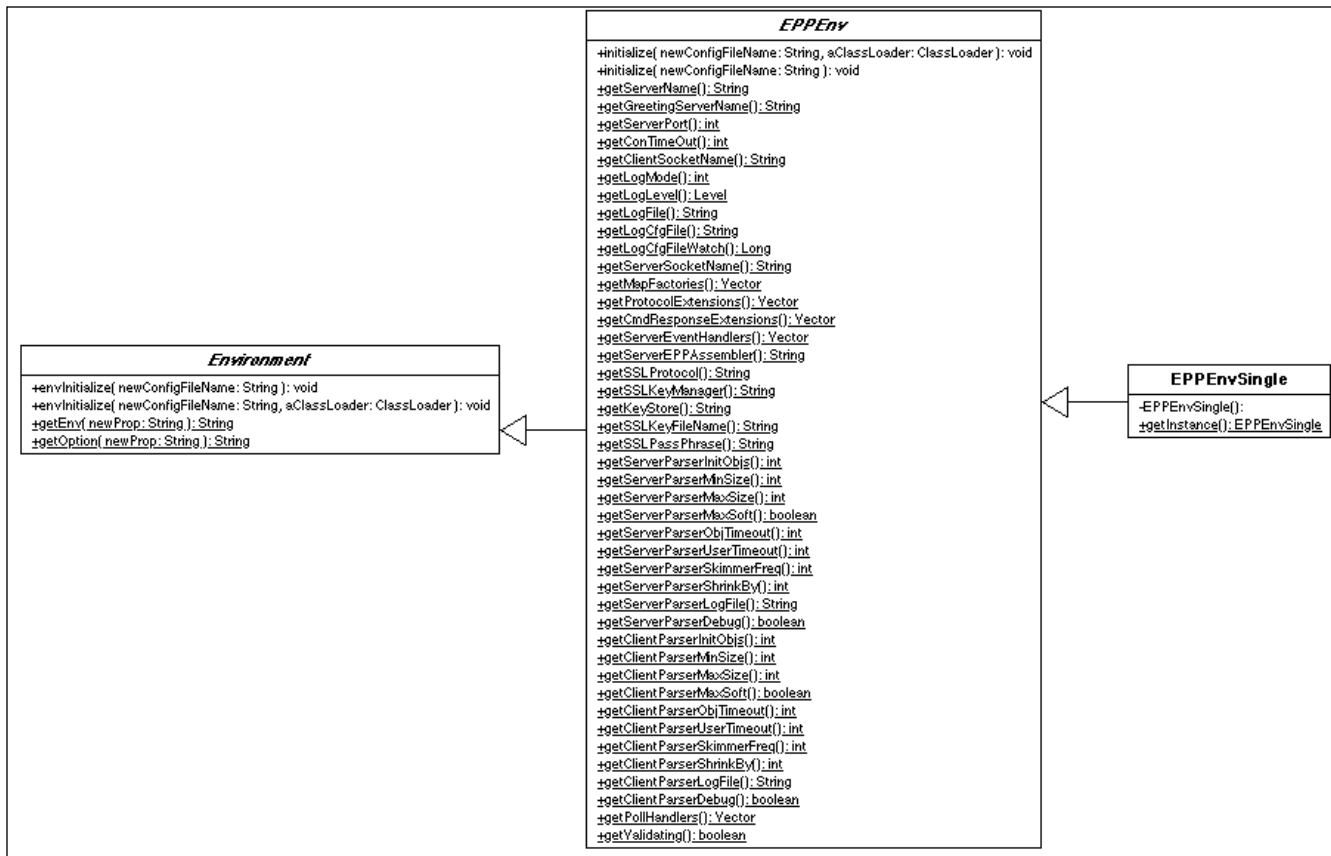 EPPEnv
+initialize( newConfigFileName: String, aClassLoader: ClassLoader ): void
+initialize( newConfigFileName: String ): void
+getServerName(): String
+getGreetingServerName(): String
+getServerPort(): int
+getConTimeOut(): int
+getClientSocketName(): String
+getLogMode(): int
+getLogLevel(): Level
+getLogFile(): String
+getLogCfgFile(): String
+getLogCfgFileWatch(): Long
+getServerSocketName(): String
+getMapFactories(): Vector
+getProtocolExtensions(): Vector
+getCmdResponseExtensions(): Vector
+getServerEventHandlers(): Vector
+getServerEPPAssembler(): String
+getSSLProtocol(): String
+getSSLKeyManager(): String
+getKeyStore(): String
+getSSLKeyFileName(): String
+getSSLPassPhrase(): String
+getServerParserInitObjs(): int
+getServerParserMinSize(): int
+getServerParserMaxSize(): int
+getServerParserMaxSoft(): boolean
+getServerParserObjTimeout(): int
+getServerParserUserTimeout(): int
+getServerParserSkimmerFreq(): int
+getServerParserShrinkBy(): int
+getServerParserLogFile(): String
+getServerParserDebug(): boolean
+getClientParserInitObjs(): int
+getClientParserMinSize(): int
+getClientParserMaxSize(): int
+getClientParserMaxSoft(): boolean
+getClientParserObjTimeout(): int
+getClientParserUserTimeout(): int
+getClientParserSkimmerFreq(): int
+getClientParserShrinkBy(): int
+getClientParserLogFile(): String
+getClientParserDebug(): boolean
+getPollHandlers(): Vector
+getValidating(): boolean
Environment
+envInitialize( newConfigFileName: String ): void
+envInitialize( newConfigFileName: String, aClassLoader: ClassLoader ): void
+getEnv( newProp: String ): String
+getOption( newProp: String ): String
EPPEnvSingle
-EPPEnvSingle():
+getInstance(): EPPEnvSingle